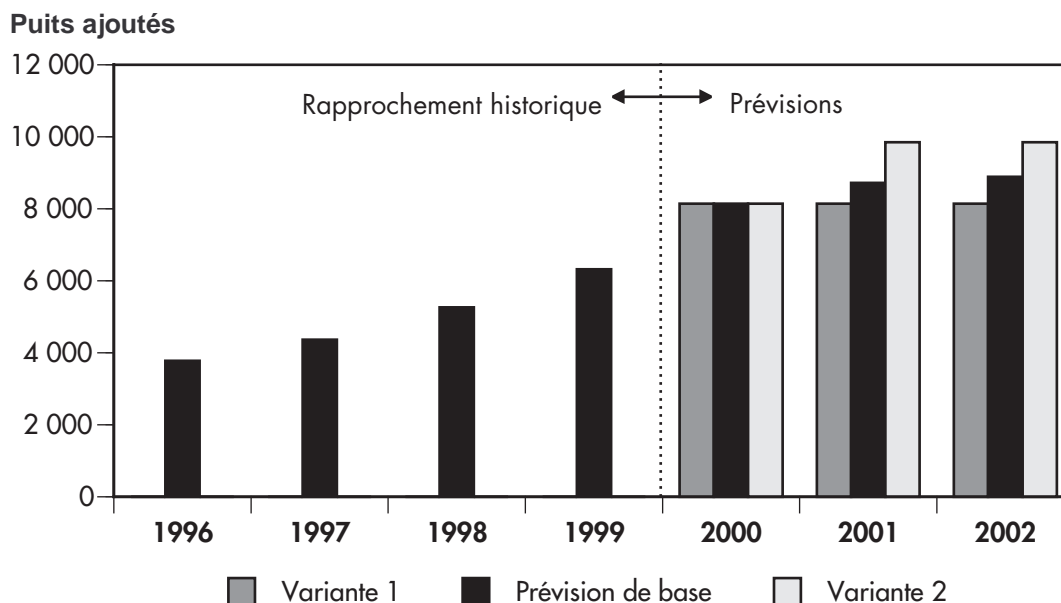 Puits ajoutés
12 000
Rapprochement historique
Prévisions
10 000
8 000
6 000
4 000
2 000
0
1996 1997 1998 1999 2000 2001 2002
Variante 1 Prévision de base Variante 2